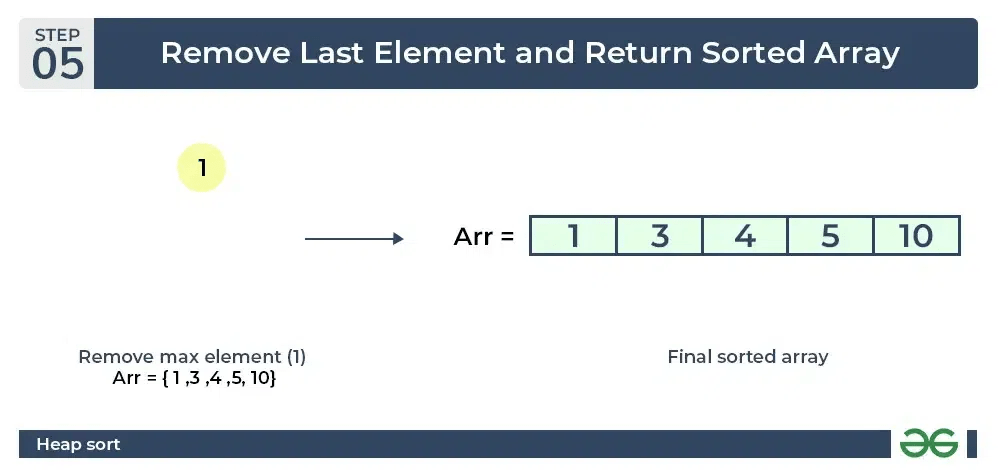 STEP
05
Remove Last Element and Return Sorted Array
1
Arr = 1 3 4 5 10
Remove max element (1)
Arr = { 1 ,3 ,4 ,5, 10}
Final sorted array
Heap sort